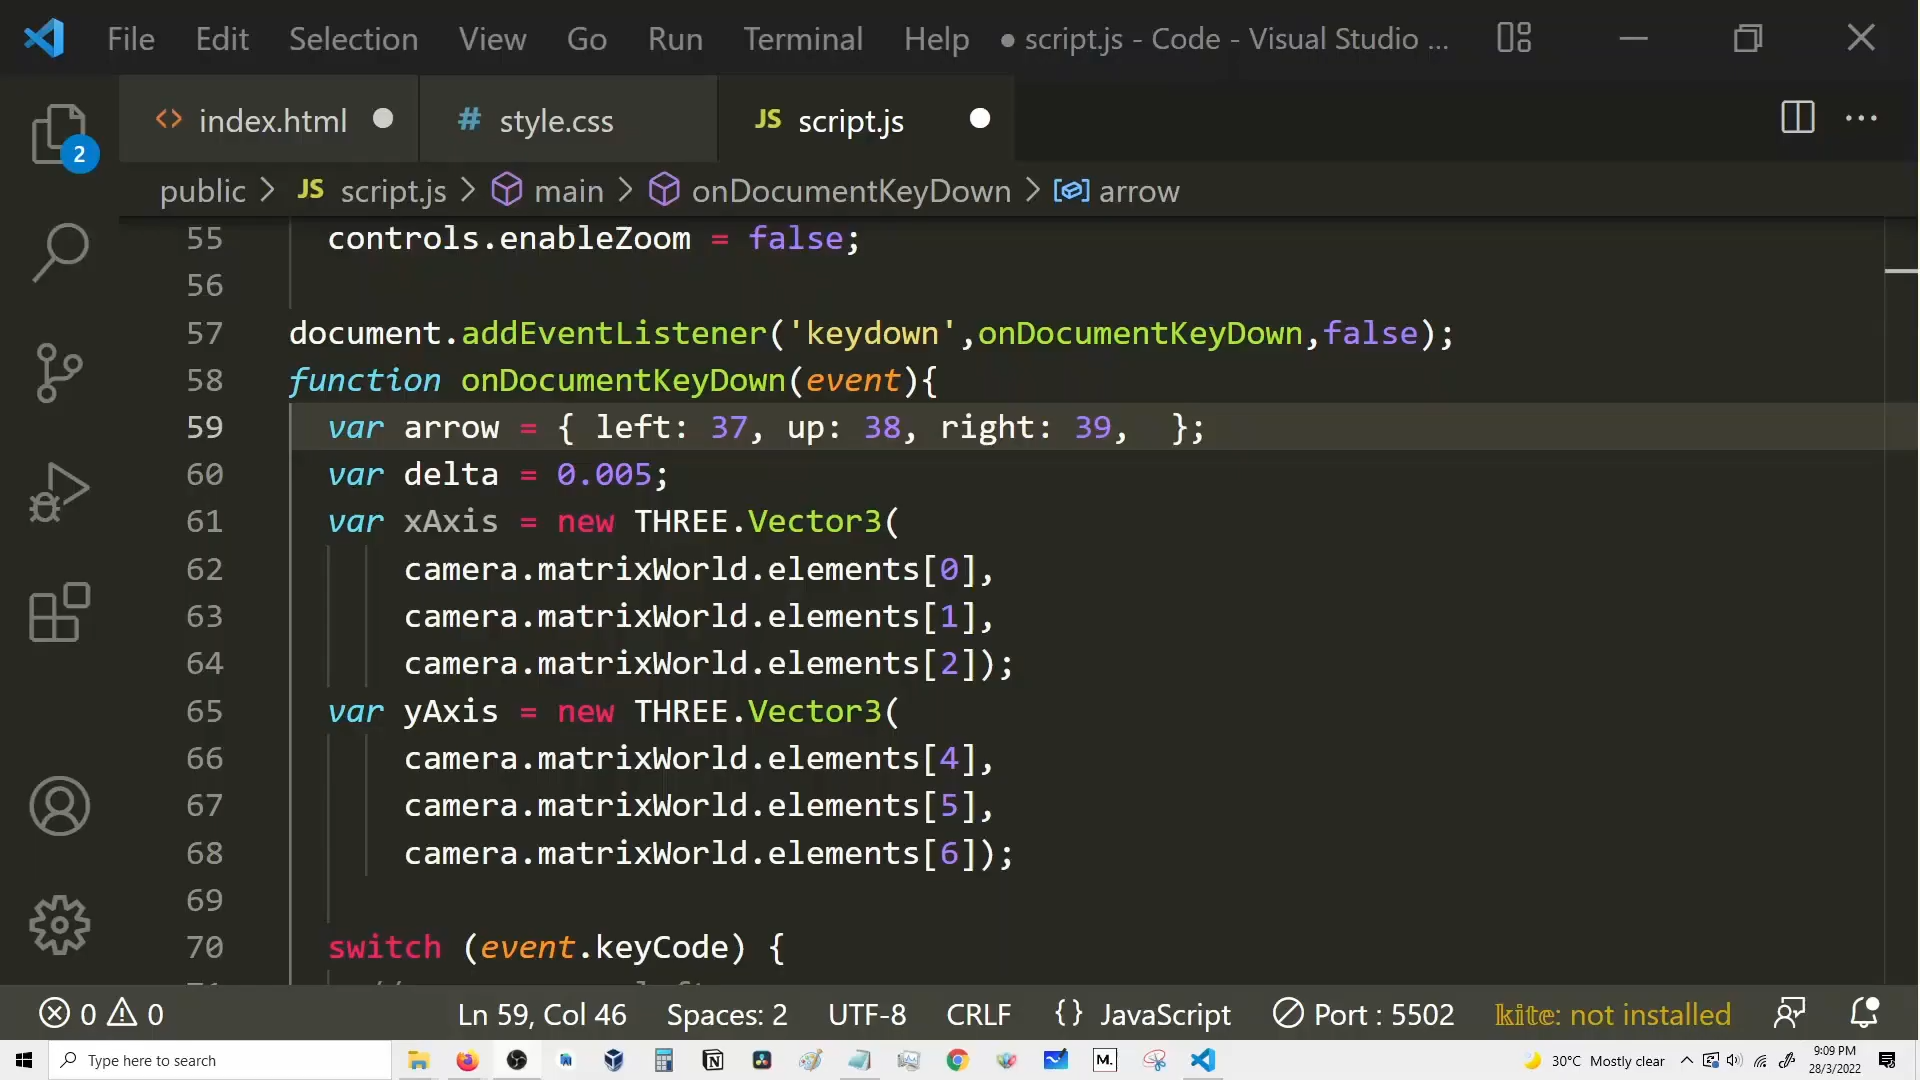 File Edit Selection View Go Run Terminal Help ● script.js - Code - Visual Studio ...
<> index.html ● # style.css JS script.js ●
2
public > JS script.js > main > onDocumentKeyDown > arrow
55 controls.enableZoom = false;
56
57 document.addEventListener('keydown',onDocumentKeyDown,false);
58 function onDocumentKeyDown(event){
59 var arrow = { left: 37, up: 38, right: 39,  };
60 var delta = 0.005;
61 var xAxis = new THREE.Vector3(
62 camera.matrixWorld.elements[0],
63 camera.matrixWorld.elements[1],
64 camera.matrixWorld.elements[2]);
65 var yAxis = new THREE.Vector3(
66 camera.matrixWorld.elements[4],
67 camera.matrixWorld.elements[5],
68 camera.matrixWorld.elements[6]);
69
70 switch (event.keyCode) {
0 0 Ln 59, Col 46 Spaces: 2 UTF-8 CRLF {} JavaScript Port : 5502 kite: not installed
Type here to search M. 30°C Mostly clear 9:09 PM
28/3/2022